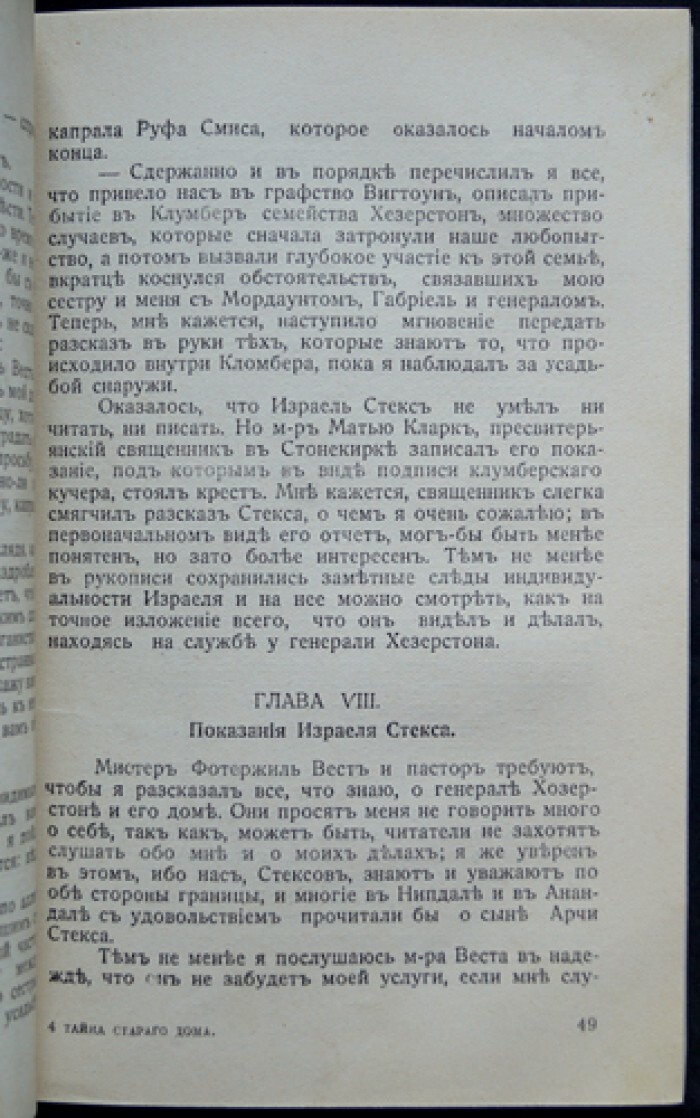 капрала Руфа Смиса, которое оказалось началомъ
конца.
— Сдержанно и въ порядкѣ перечислилъ я все,
что привело насъ въ графство Вигтоунъ, описалъ при-
бытіе въ Клумберъ семейства Хезерстонъ, множество
случаевъ, которые сначала затронули наше любопыт-
ство, а потомъ вызвали глубокое участіе къ этой семьѣ,
вкратцѣ коснулся обстоятельствъ, связавшихъ мою
сестру и меня съ Мордаунтомъ, Габріель и генераломъ.
Теперь, мнѣ кажется, наступило мгновеніе передать
разсказъ въ руки тѣхъ, которые знаютъ то, что про-
исходило внутри Кломбера, пока я наблюдалъ за усадь-
бой снаружи.
Оказалось, что Израель Стексъ не умѣлъ ни
читать, ни писать. Но м-ръ Матью Кларкъ, пресвитерь-
янскій священникъ въ Стонекиркѣ записалъ его пока-
заніе, подъ которымъ въ видѣ подписи клумберскаго
кучера, стоялъ крестъ. Мнѣ кажется, священникъ слегка
смягчилъ разсказъ Стекса, о чемъ я очень сожалѣю; въ
первоначальномъ видѣ его отчетъ, могъ-бы быть менѣе
понятенъ, но зато болѣе интересенъ. Тѣмъ не менѣе
въ рукописи сохранились замѣтные слѣды индивиду-
альности Израеля и на нее можно смотрѣть, какъ на
точное изложеніе всего, что онъ видѣлъ и дѣлалъ,
находясь на службѣ у генерали Хезерстона.
ГЛАВА VIII.
Показанія Израеля Стекса.
Мистеръ Фотержиль Вестъ и пасторъ требуютъ,
чтобы я разсказалъ все, что знаю, о генералѣ Хозер-
стонѣ и его домѣ. Они просятъ меня не говорить много
о себѣ, такъ какъ, можетъ быть, читатели не захотятъ
слушать обо мнѣ и о моихъ дѣлахъ; я же увѣренъ
въ этомъ, ибо насъ, Стексовъ, знаютъ и уважаютъ по
обѣ стороны границы, и многіе въ Нипдалѣ и въ Анан-
далѣ съ удовольствіемъ прочитали бы о сынѣ Арчи
Стекса.
Тѣмъ не менѣе я послушаюсь м-ра Веста въ наде-
ждѣ, что онъ не забудетъ моей услуги, если мнѣ слу-
4 ТАЙНА СТАРАГО ДОМА. 49